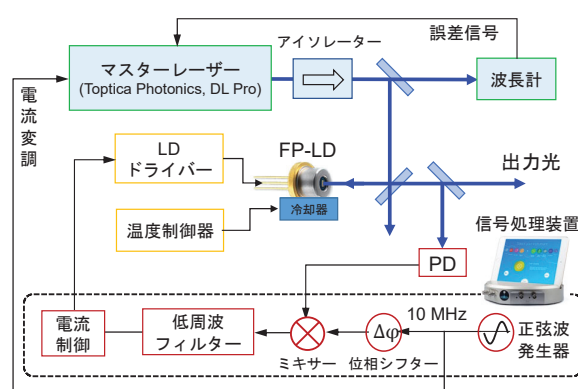 誤差信号
マスターレーザー
(Toptica Photonics, DL Pro)
アイソレーター
波長計
電流変調
LD
ドライバー
FP-LD
出力光
冷却器
温度制御器
信号処理装置
PD
10 MHz
電流
制御
低周波
フィルター
ミキサー
Δφ
位相シフター
正弦波
発生器